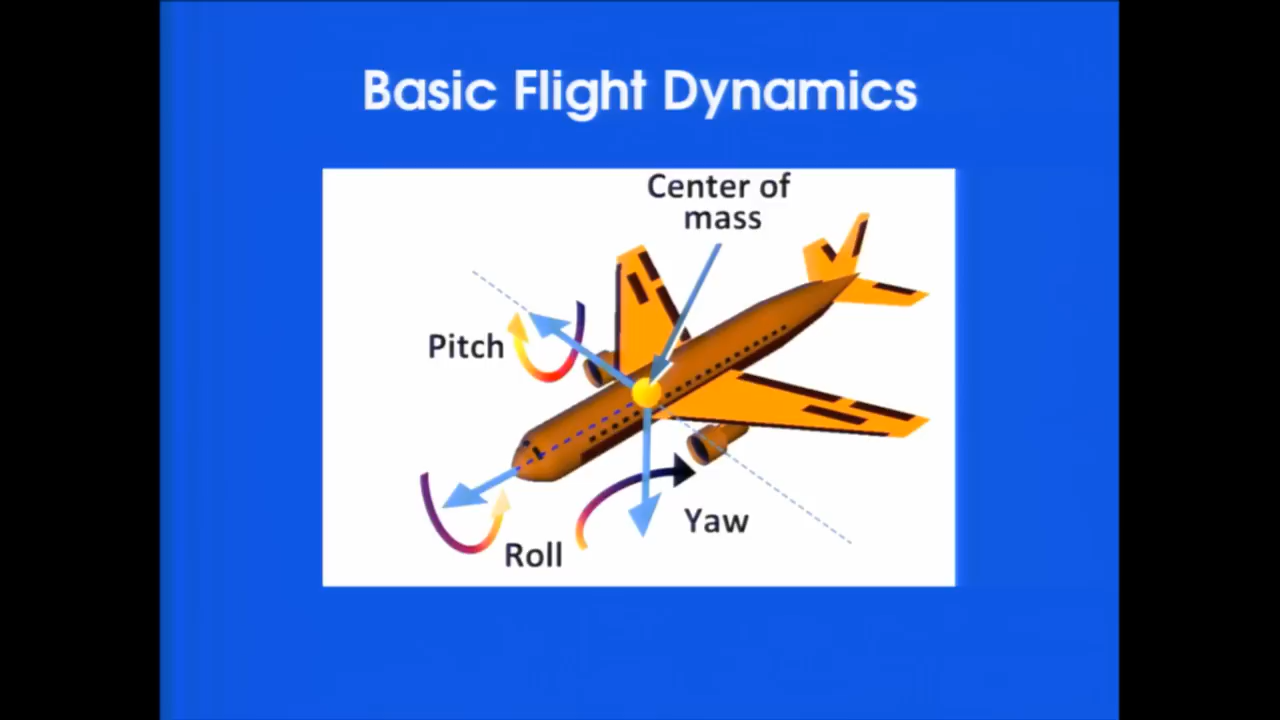 Basic Flight Dynamics
Center of
mass
Pitch
Yaw
Roll